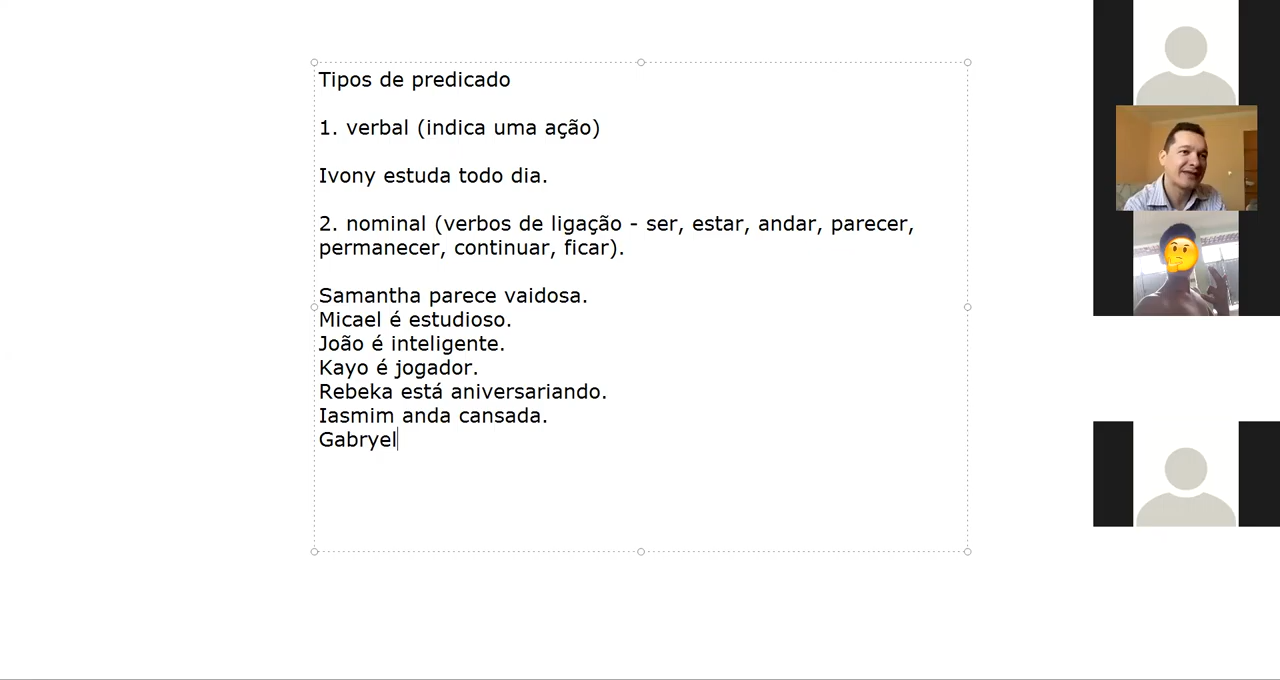 Tipos de predicado
1. verbal (indica uma ação)
Ivony estuda todo dia.
2. nominal (verbos de ligação - ser, estar, andar, parecer,
permanecer, continuar, ficar).
Samantha parece vaidosa.
Micael é estudioso.
João é inteligente.
Kayo é jogador.
Rebeka está aniversariando.
Iasmim anda cansada.
Gabryel